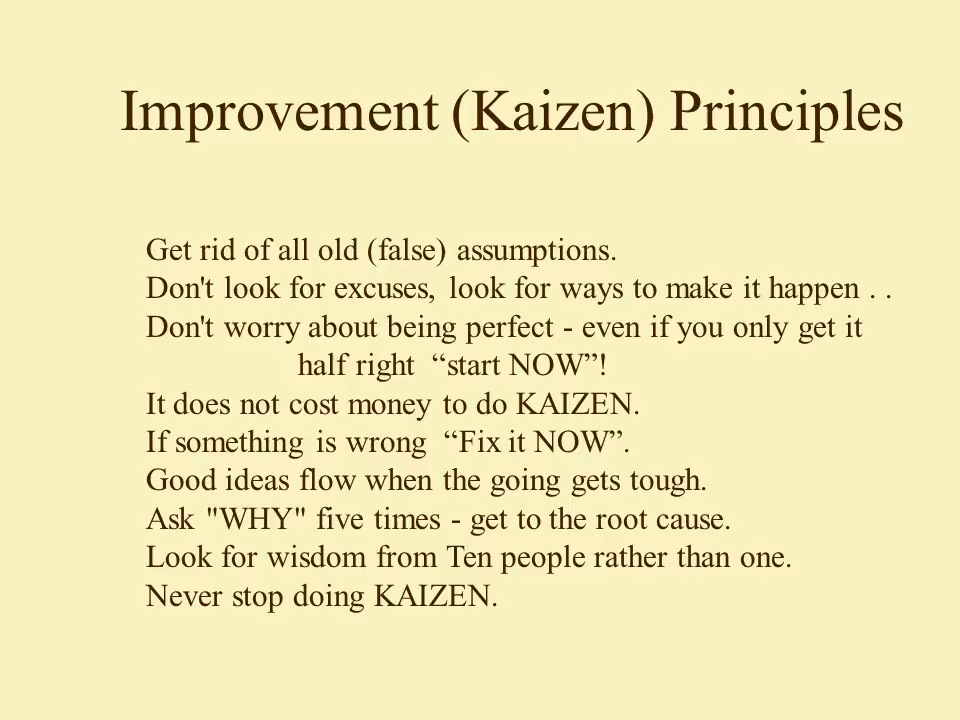 Improvement (Kaizen) Principles
Get rid of all old (false) assumptions.
Don't look for excuses, look for ways to make it happen . .
Don't worry about being perfect - even if you only get it
half right “start NOW”!
It does not cost money to do KAIZEN.
If something is wrong “Fix it NOW”.
Good ideas flow when the going gets tough.
Ask "WHY" five times - get to the root cause.
Look for wisdom from Ten people rather than one.
Never stop doing KAIZEN.